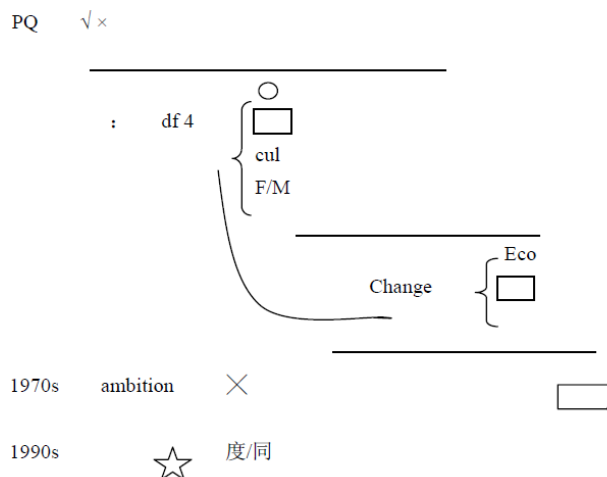 PQ √ ×
: df 4
cul
F/M
Eco
Change
1970s ambition ×
1990s 度/同